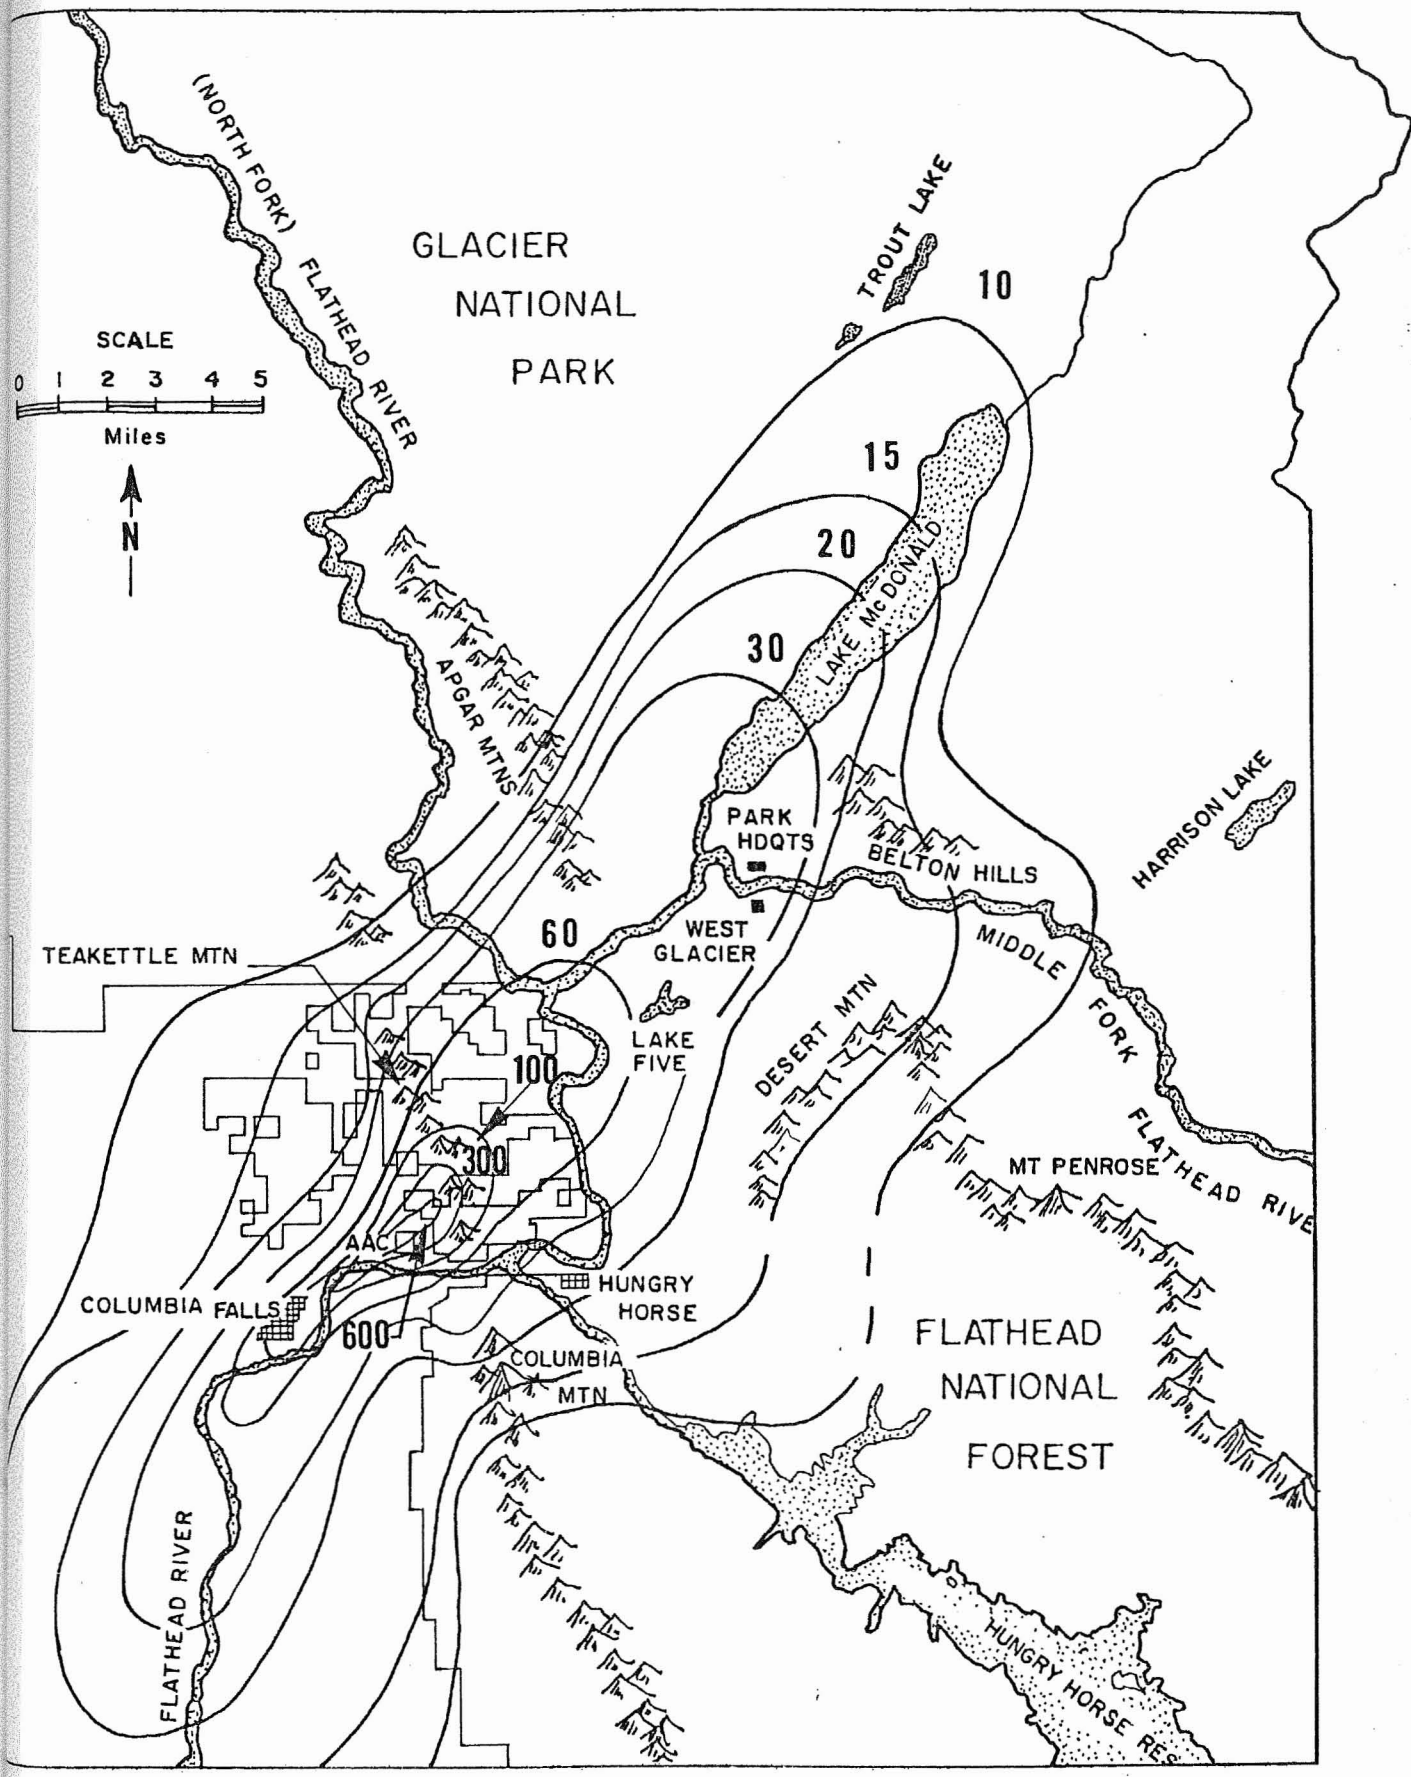 (NORTH FORK) FLATHEAD RIVER
GLACIER
NATIONAL
PARK
TROUT LAKE
10
SCALE
0 1 2 3 4 5
Miles
N
15
20
LAKE McDONALD
30
APGAR MTNS
PARK
HDQTS
BELTON HILLS
HARRISON LAKE
60
WEST
GLACIER
MIDDLE FORK FLATHEAD RIVE
TEAKETTLE MTN
LAKE
FIVE
DESERT MTN
100
300
MT PENROSE
AAC
HUNGRY
HORSE
COLUMBIA FALLS
600
COLUMBIA
MTN
FLATHEAD
NATIONAL
FOREST
FLATHEAD RIVER
HUNGRY HORSE RES